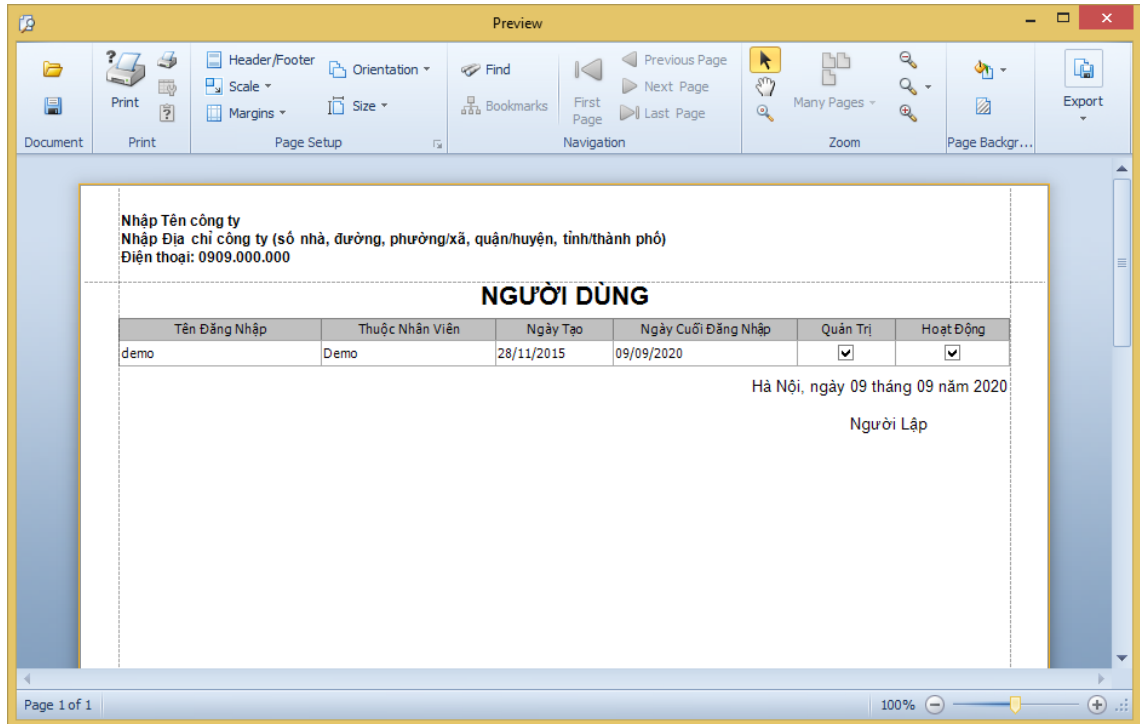 Preview
Header/Footer
Scale
Margins
Orientation
Size
Print
Find
Bookmarks
First Page
Previous Page
Next Page
Last Page
Many Pages
Export
Document
Print
Page Setup
Navigation
Zoom
Page Backgr...
Nhập Tên công ty
Nhập Địa chỉ công ty (số nhà, đường, phường/xã, quận/huyện, tỉnh/thành phố)
Điện thoại: 0909.000.000
NGƯỜI DÙNG
Tên Đăng Nhập Thuộc Nhân Viên Ngày Tạo Ngày Cuối Đăng Nhập Quản Trị Hoạt Động
demo Demo 28/11/2015 09/09/2020
Hà Nội, ngày 09 tháng 09 năm 2020
Người Lập
Page 1 of 1 100%